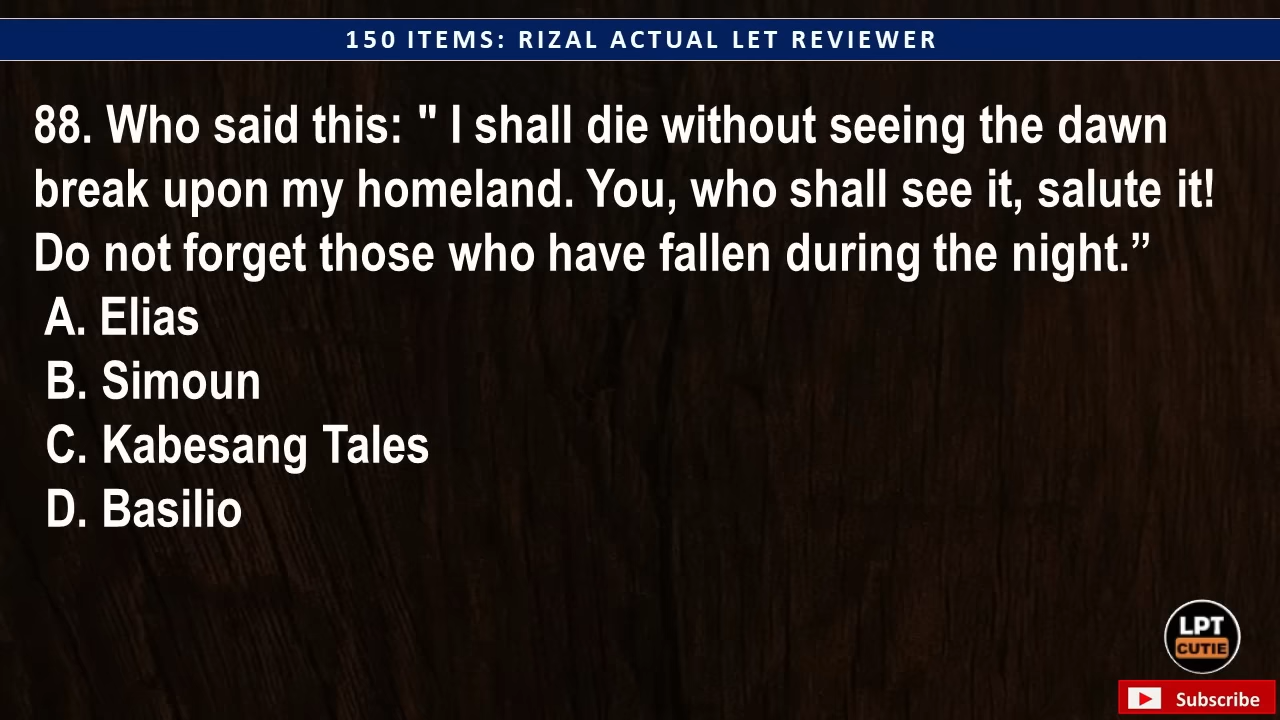 150 ITEMS: RIZAL ACTUAL LET REVIEWER
88. Who said this: " I shall die without seeing the dawn
break upon my homeland. You, who shall see it, salute it!
Do not forget those who have fallen during the night.”
A. Elias
B. Simoun
C. Kabesang Tales
D. Basilio
LPT
CUTIE
Subscribe